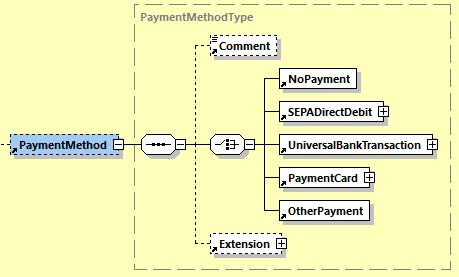 PaymentMethodType
Comment
NoPayment
SEPADirectDebit
PaymentMethod
UniversalBankTransaction
PaymentCard
OtherPayment
Extension